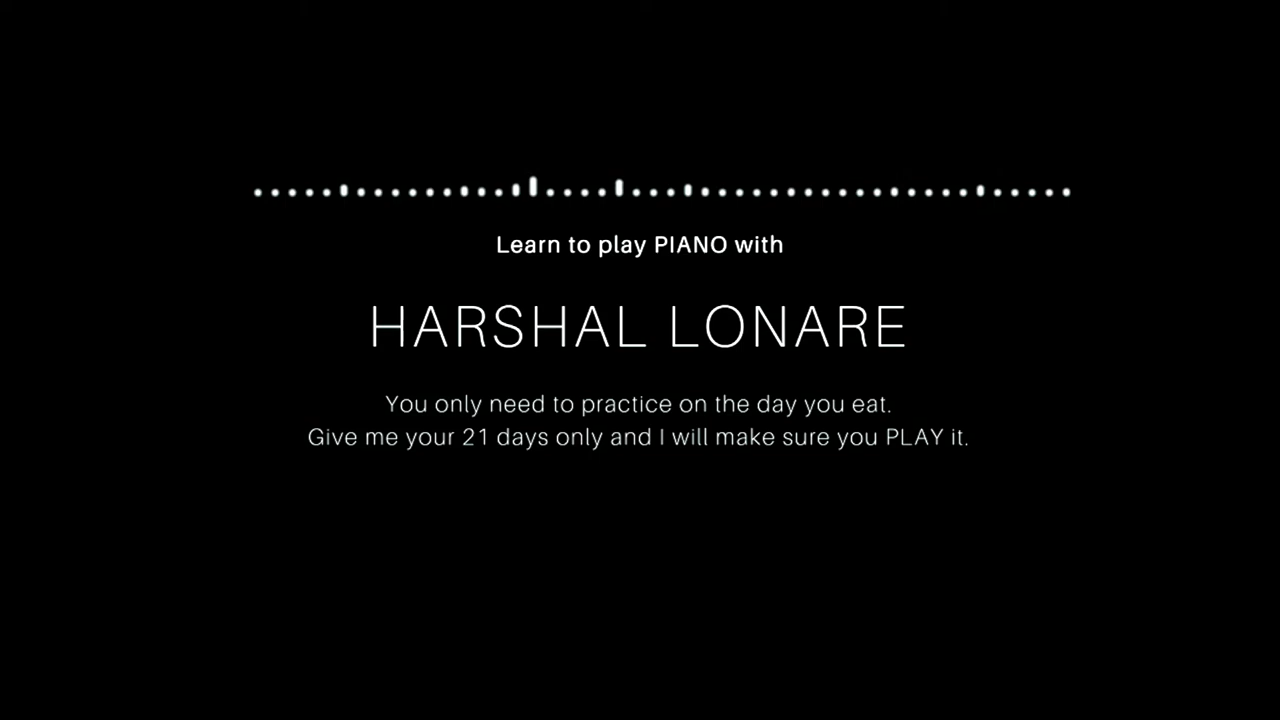 Learn to play PIANO with
HARSHAL LONARE
You only need to practice on the day you eat.
Give me your 21 days only and I will make sure you PLAY it.